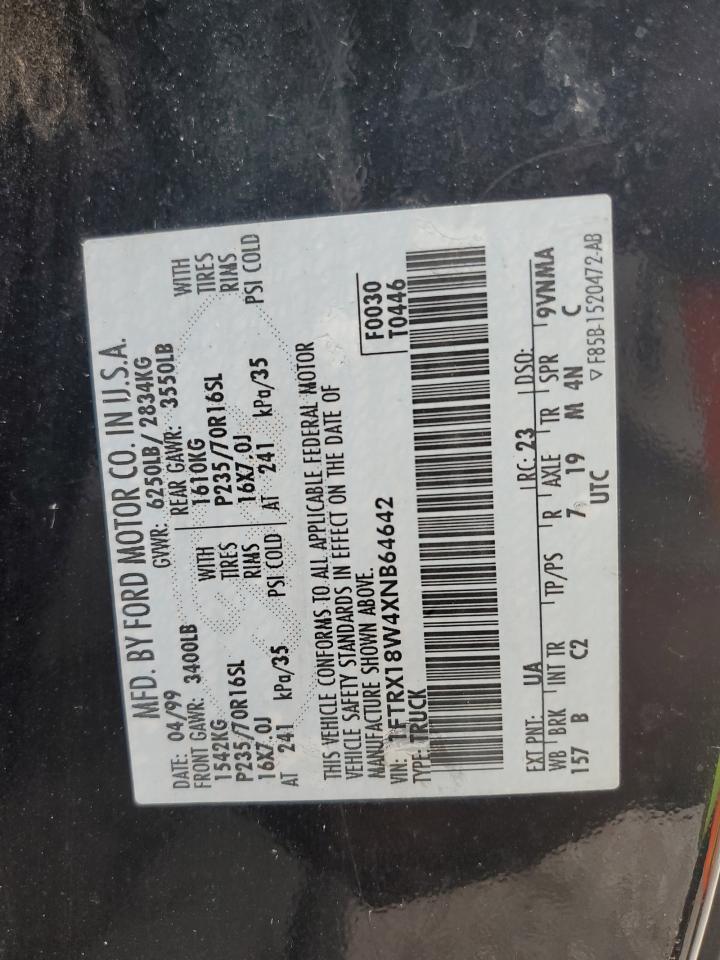 MFD. BY FORD MOTOR CO. IN U.S.A.
DATE: 04/99 GVWR: 6250LB/ 2834KG
FRONT GAWR: 3400LB REAR GAWR: 3550LB
1542KG WITH 1610KG WITH
P235/70R16SL TIRES P235/70R16SL TIRES
16X7.0J RIMS 16X7.0J RIMS
AT 241 kPa/35 PSI COLD AT 241 kPa/35 PSI COLD
THIS VEHICLE CONFORMS TO ALL APPLICABLE FEDERAL MOTOR
VEHICLE SAFETY STANDARDS IN EFFECT ON THE DATE OF
MANUFACTURE SHOWN ABOVE.
VIN: 1FTRX18W4XNB64642 F0030
TYPE: TRUCK T0446
EXT PNT: UA RC: 23 DSO:
WB BRK INT TR TP/PS R AXLE TR SPR 9VNMA
157 B C2 7 19 M 4N C
UTC
▽ F85B-1520472-AB